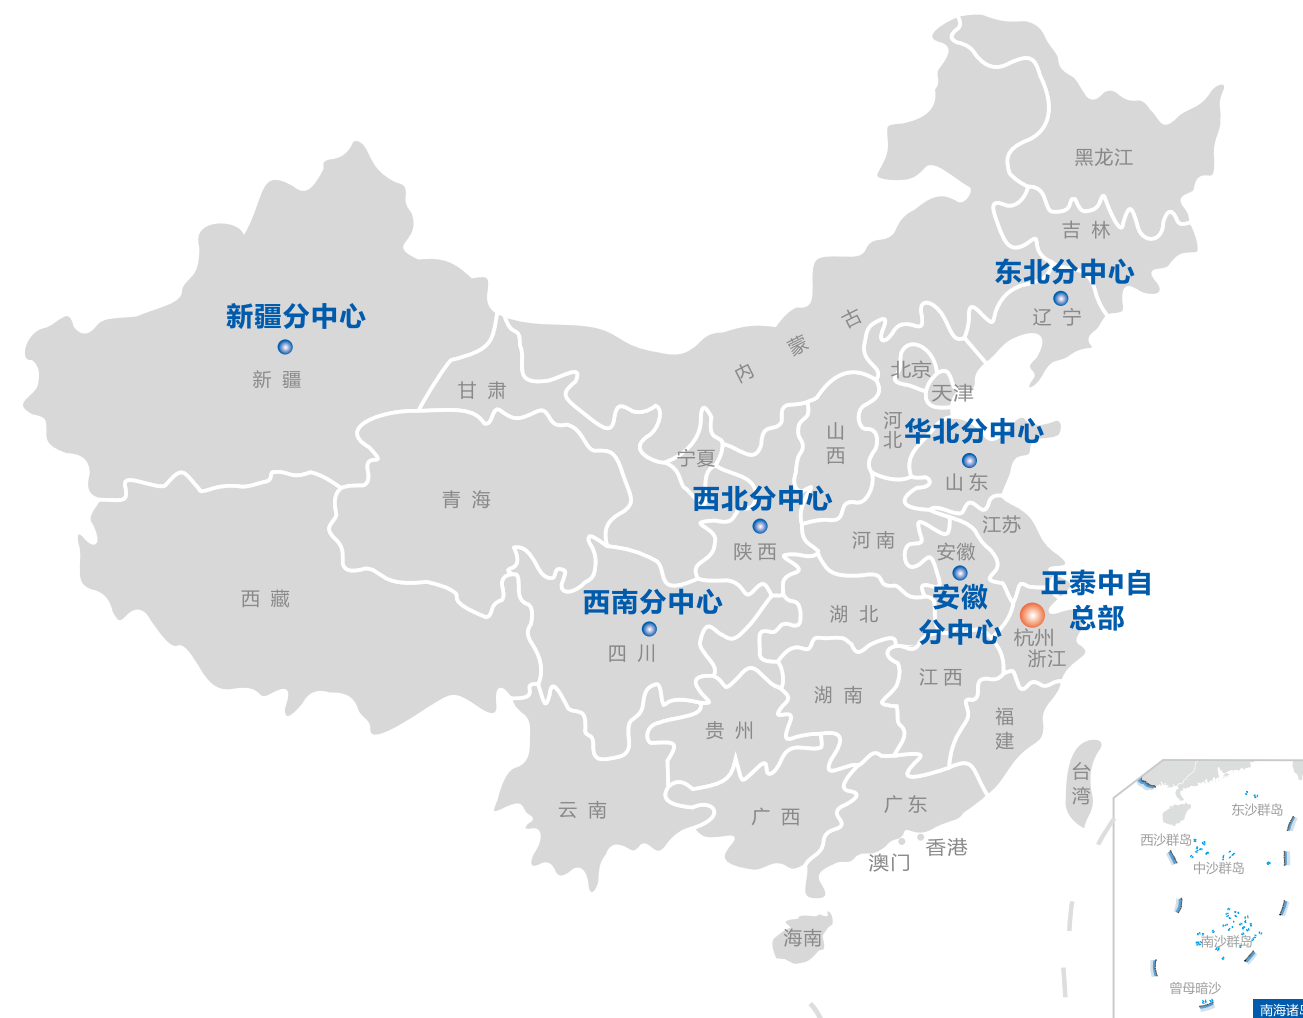 黑龙江
吉 林
东北分中心
辽 宁
新疆分中心
新 疆
内 蒙 古
甘 肃
北京
天津
河
北
华北分中心
山
西
宁夏
山 东
青 海
西北分中心
江苏
陕 西
河 南
安徽
正泰中自
总部
安徽
分中心
西藏
西南分中心
湖 北
杭州
浙江
四 川
江 西
湖 南
福
建
贵 州
台
湾
云 南
广 西
广 东
澳门
香港
海南
东沙群岛
西沙群岛
中沙群岛
南沙群岛
曾母暗沙
南海诸岛